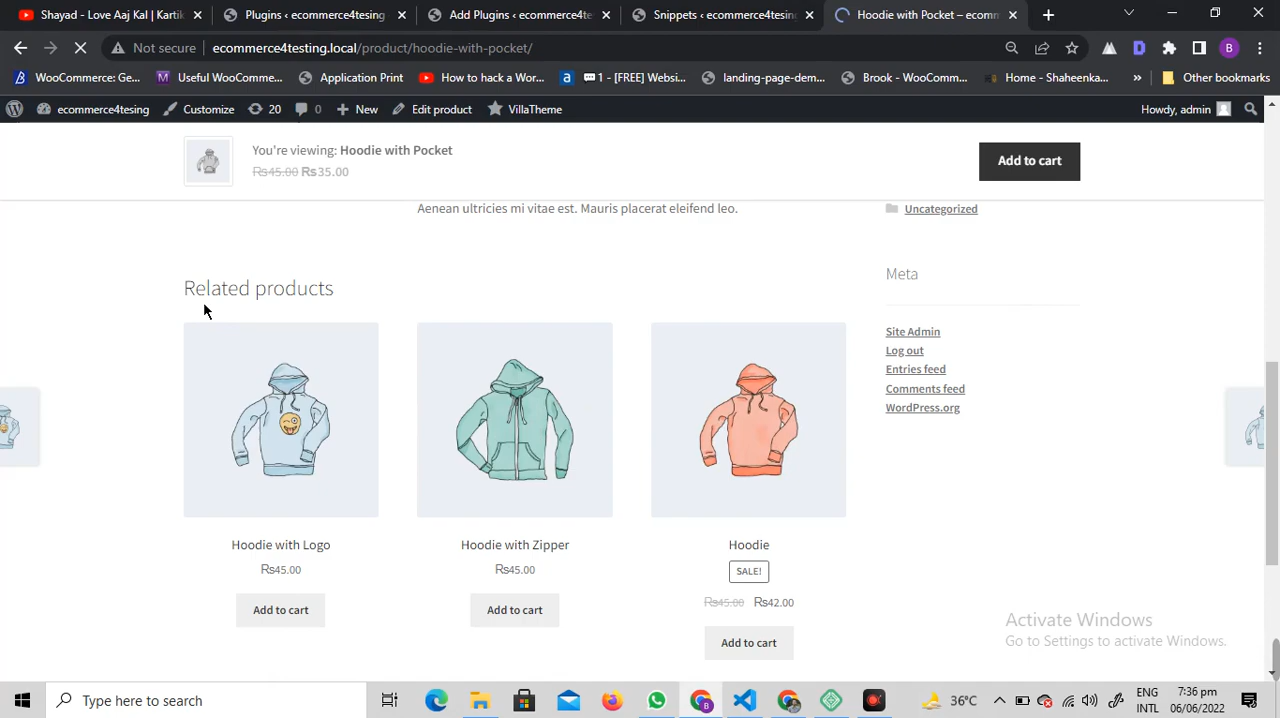 Shayad - Love Aaj Kal | Kartik
Plugins ‹ ecommerce4te
Add Plugins ‹ ecommerce4t
Snippets ‹ ecommerce4testing
Hoodie with Pocket – ecomm
Not secure ecommerce4testing.local/product/hoodie-with-pocket/
WooCommerce: Ge...
Useful WooCommer...
Application Print
How to hack a Wor...
1 - [FREE] Websi...
landing-page-dem...
Brook - WooComm...
Home - Shaheenka...
Other bookmarks
ecommerce4tesing Customize 20 0 New Edit product VillaTheme Howdy, admin
You're viewing: Hoodie with Pocket
₨45.00 ₨35.00
Add to cart
Aenean ultricies mi vitae est. Mauris placerat eleifend leo.
Uncategorized
Related products
Meta
Site Admin
Log out
Entries feed
Comments feed
WordPress.org
Hoodie with Logo
₨45.00
Add to cart
Hoodie with Zipper
₨45.00
Add to cart
Hoodie
SALE!
₨45.00 ₨42.00
Add to cart
Activate Windows
Go to Settings to activate Windows.
Type here to search
36°C
ENG
INTL
7:36 pm
06/06/2022